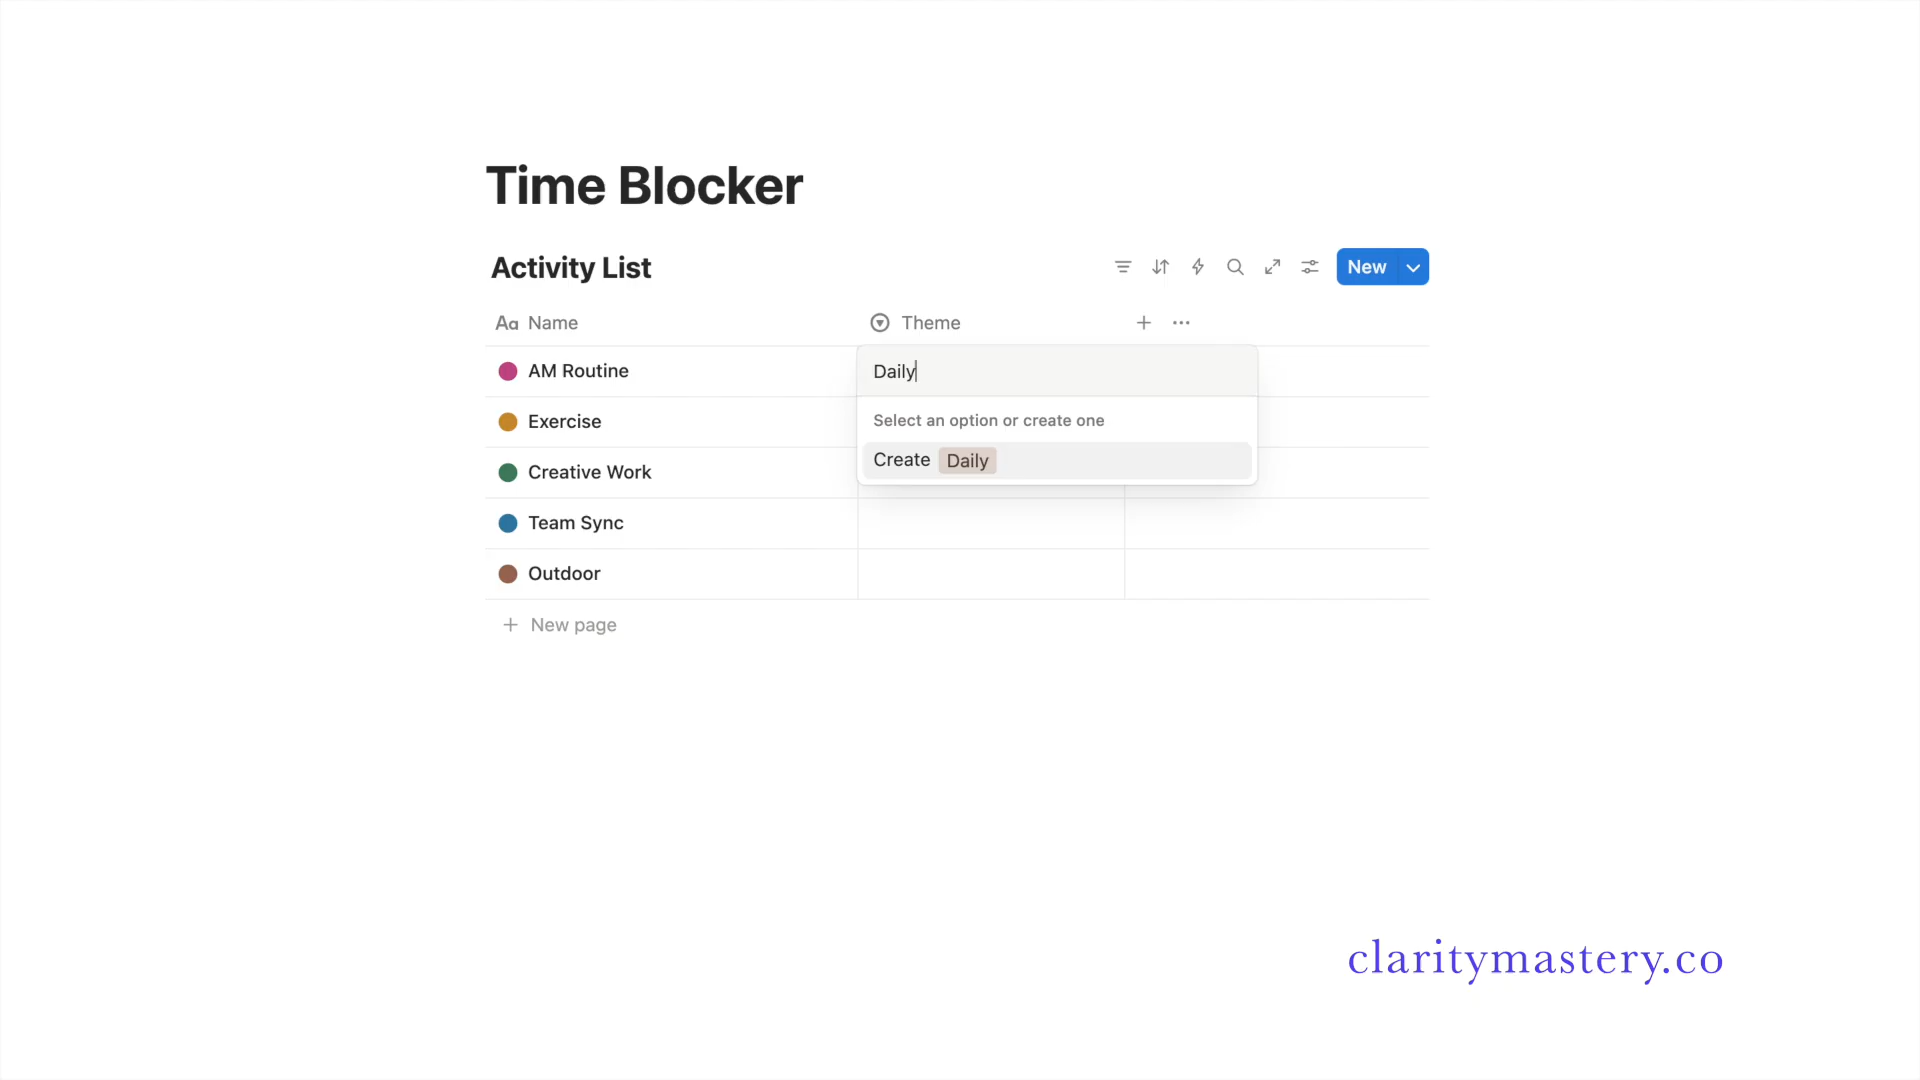 Time Blocker
Activity List
New
Aa Name
Theme
AM Routine
Daily
Exercise
Select an option or create one
Creative Work
Create Daily
Team Sync
Outdoor
+ New page
claritymastery.co